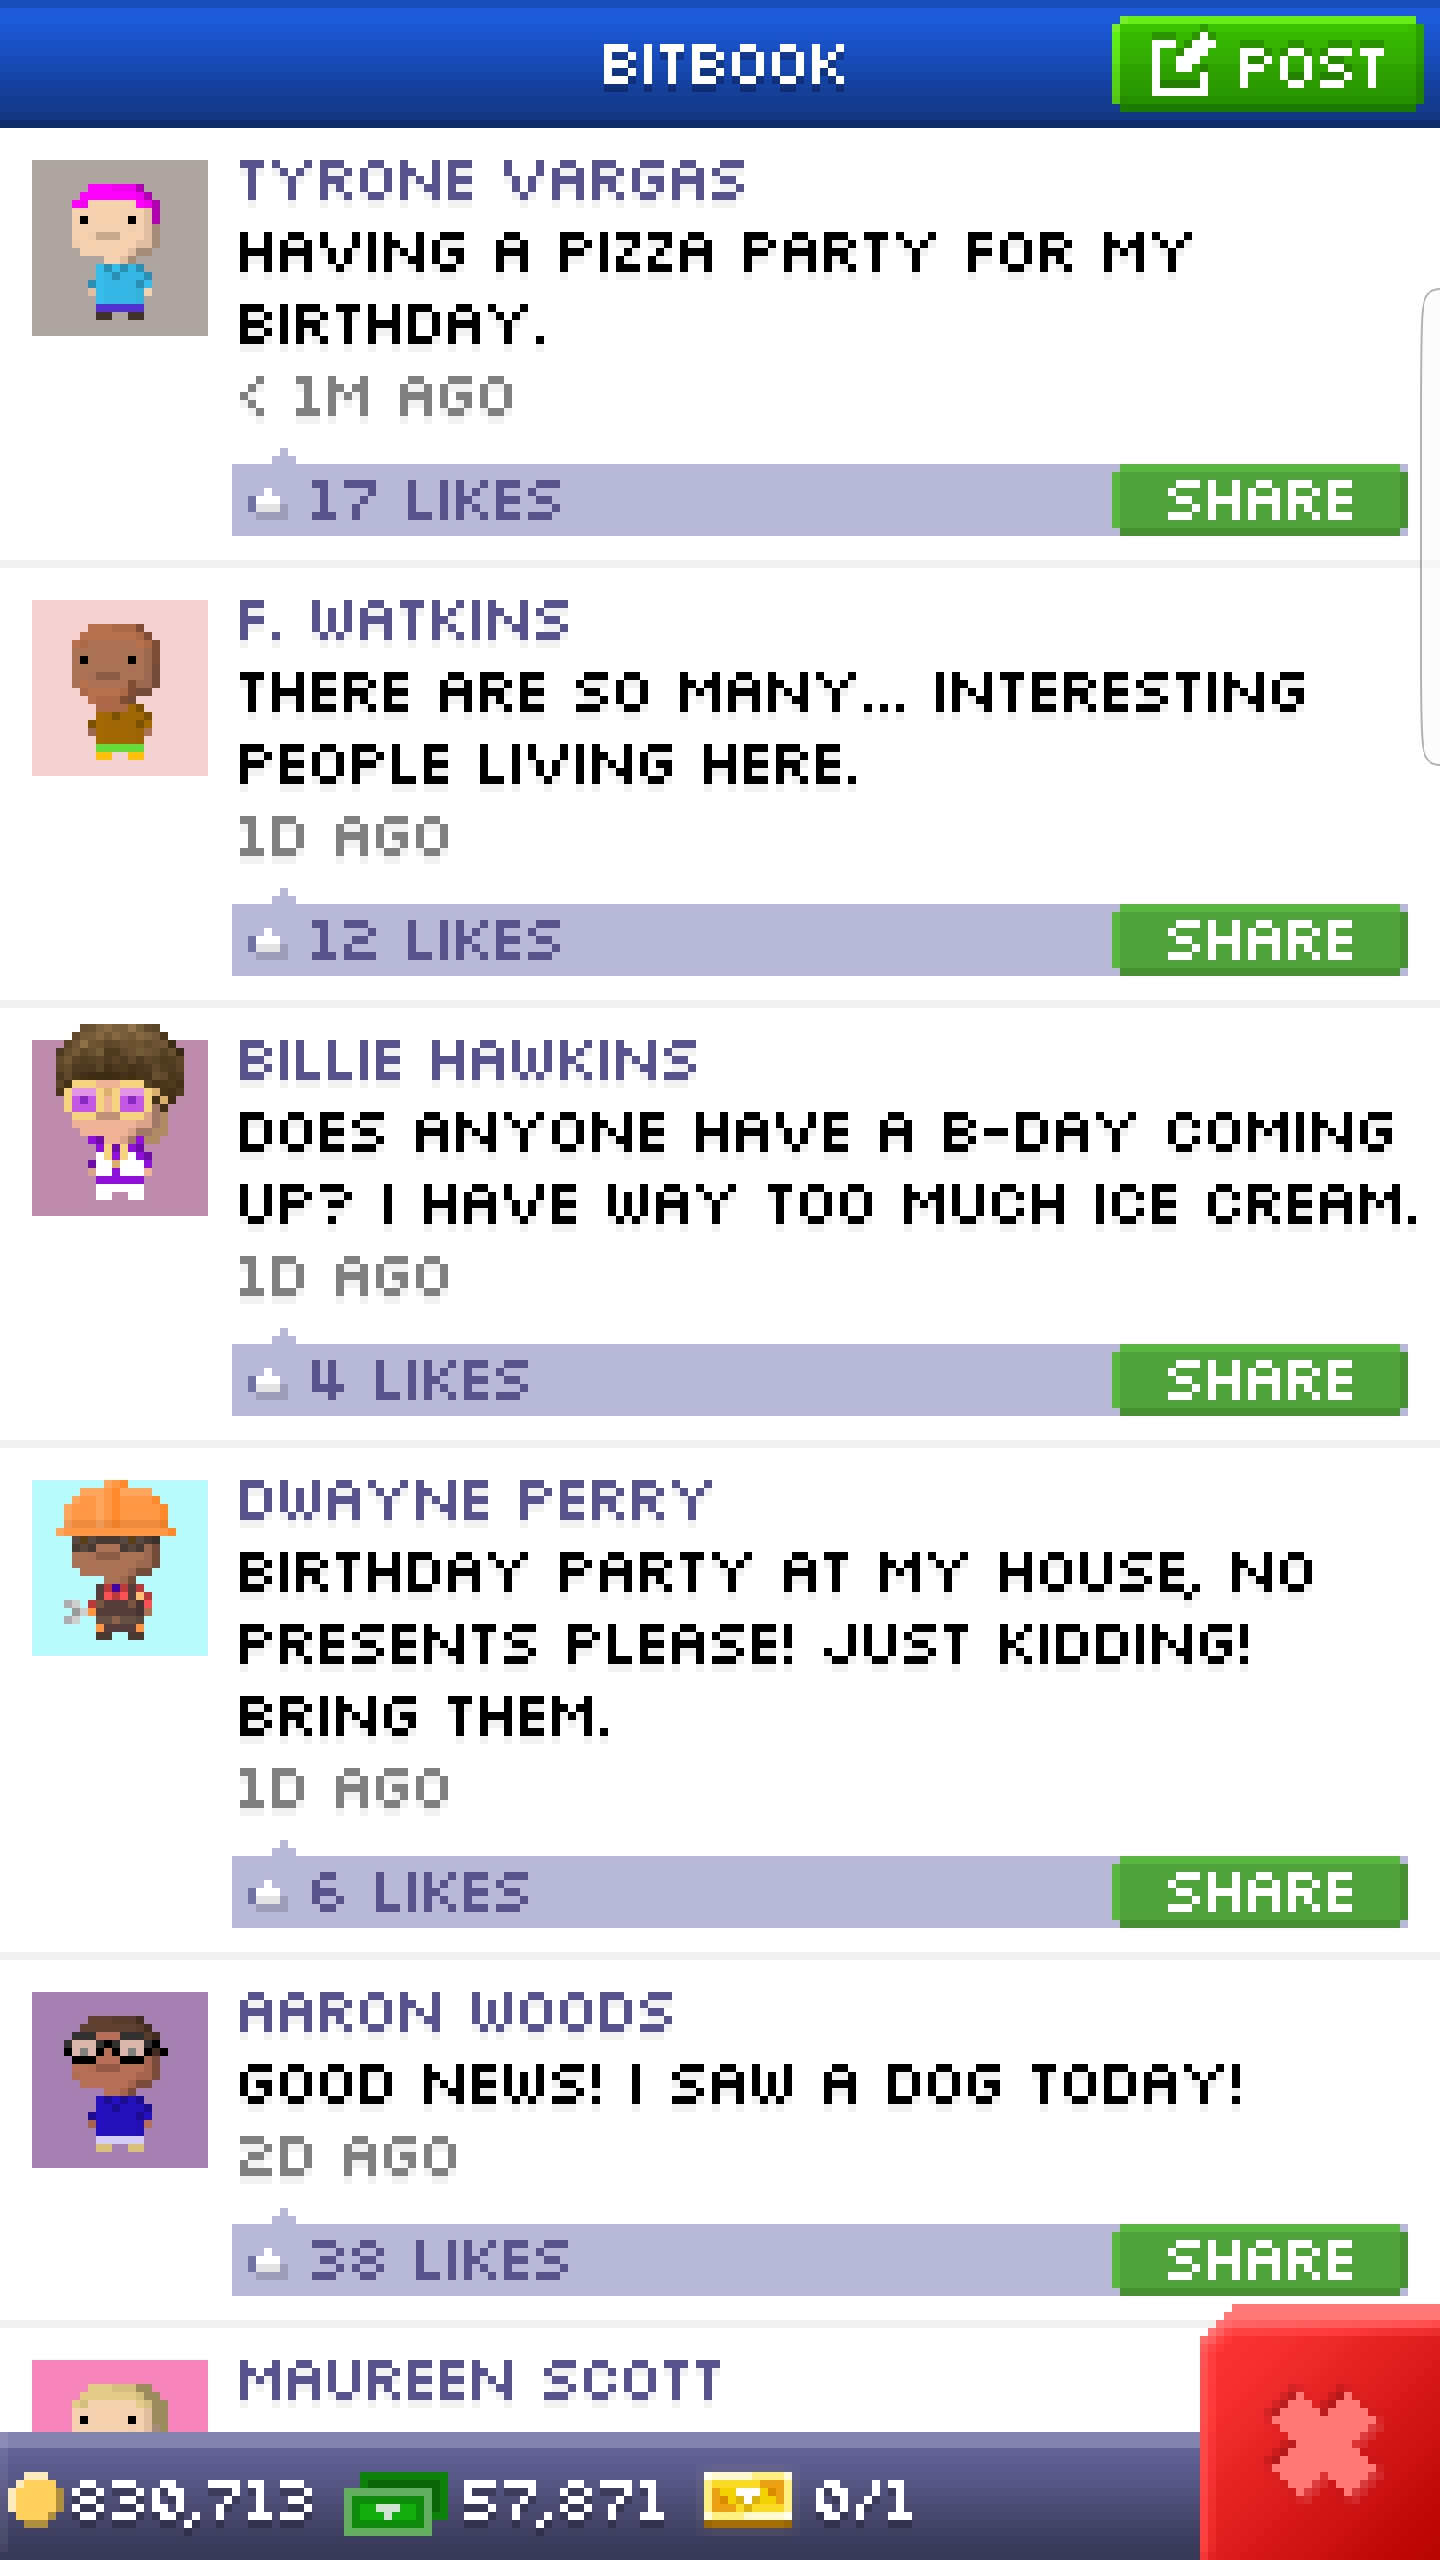 BITBOOK
POST
TYRONE VARGAS
HAVING A PIZZA PARTY FOR MY
BIRTHDAY.
< 1M AGO
17 LIKES
SHARE
F. WATKINS
THERE ARE SO MANY... INTERESTING
PEOPLE LIVING HERE.
1D AGO
12 LIKES
SHARE
BILLIE HAWKINS
DOES ANYONE HAVE A B-DAY COMING
UP? I HAVE WAY TOO MUCH ICE CREAM.
1D AGO
4 LIKES
SHARE
DWAYNE PERRY
BIRTHDAY PARTY AT MY HOUSE, NO
PRESENTS PLEASE! JUST KIDDING!
BRING THEM.
1D AGO
6 LIKES
SHARE
AARON WOODS
GOOD NEWS! I SAW A DOG TODAY!
2D AGO
38 LIKES
SHARE
MAUREEN SCOTT
830,713 57,871 0/1